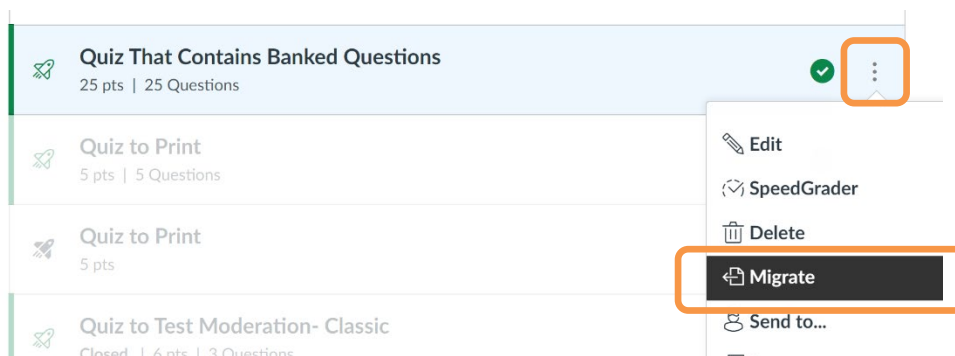 Quiz That Contains Banked Questions
25 pts | 25 Questions
Quiz to Print
5 pts | 5 Questions
Quiz to Print
5 pts
Quiz to Test Moderation- Classic
Closed | 6 pts | 3 Questions
Edit
SpeedGrader
Delete
Migrate
Send to...